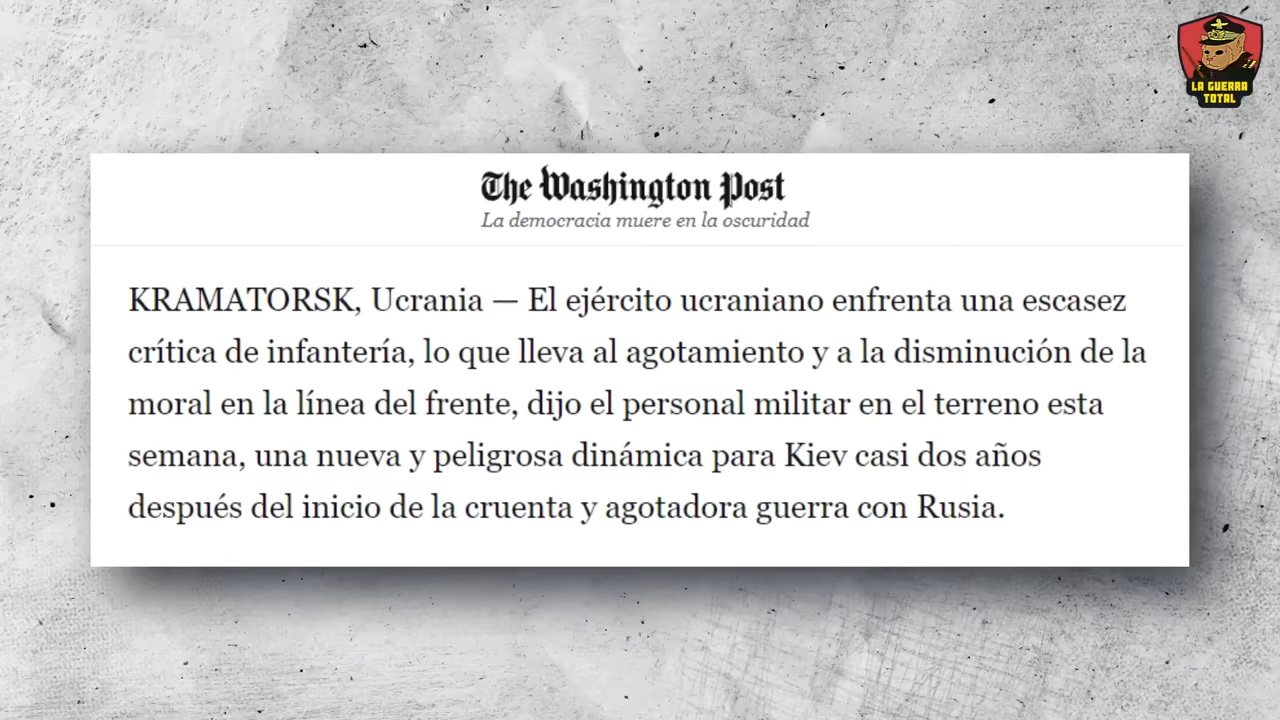 LA GUERRA
TOTAL
The Washington Post
La democracia muere en la oscuridad
KRAMATORSK, Ucrania — El ejército ucraniano enfrenta una escasez
crítica de infantería, lo que lleva al agotamiento y a la disminución de la
moral en la línea del frente, dijo el personal militar en el terreno esta
semana, una nueva y peligrosa dinámica para Kiev casi dos años
después del inicio de la cruenta y agotadora guerra con Rusia.